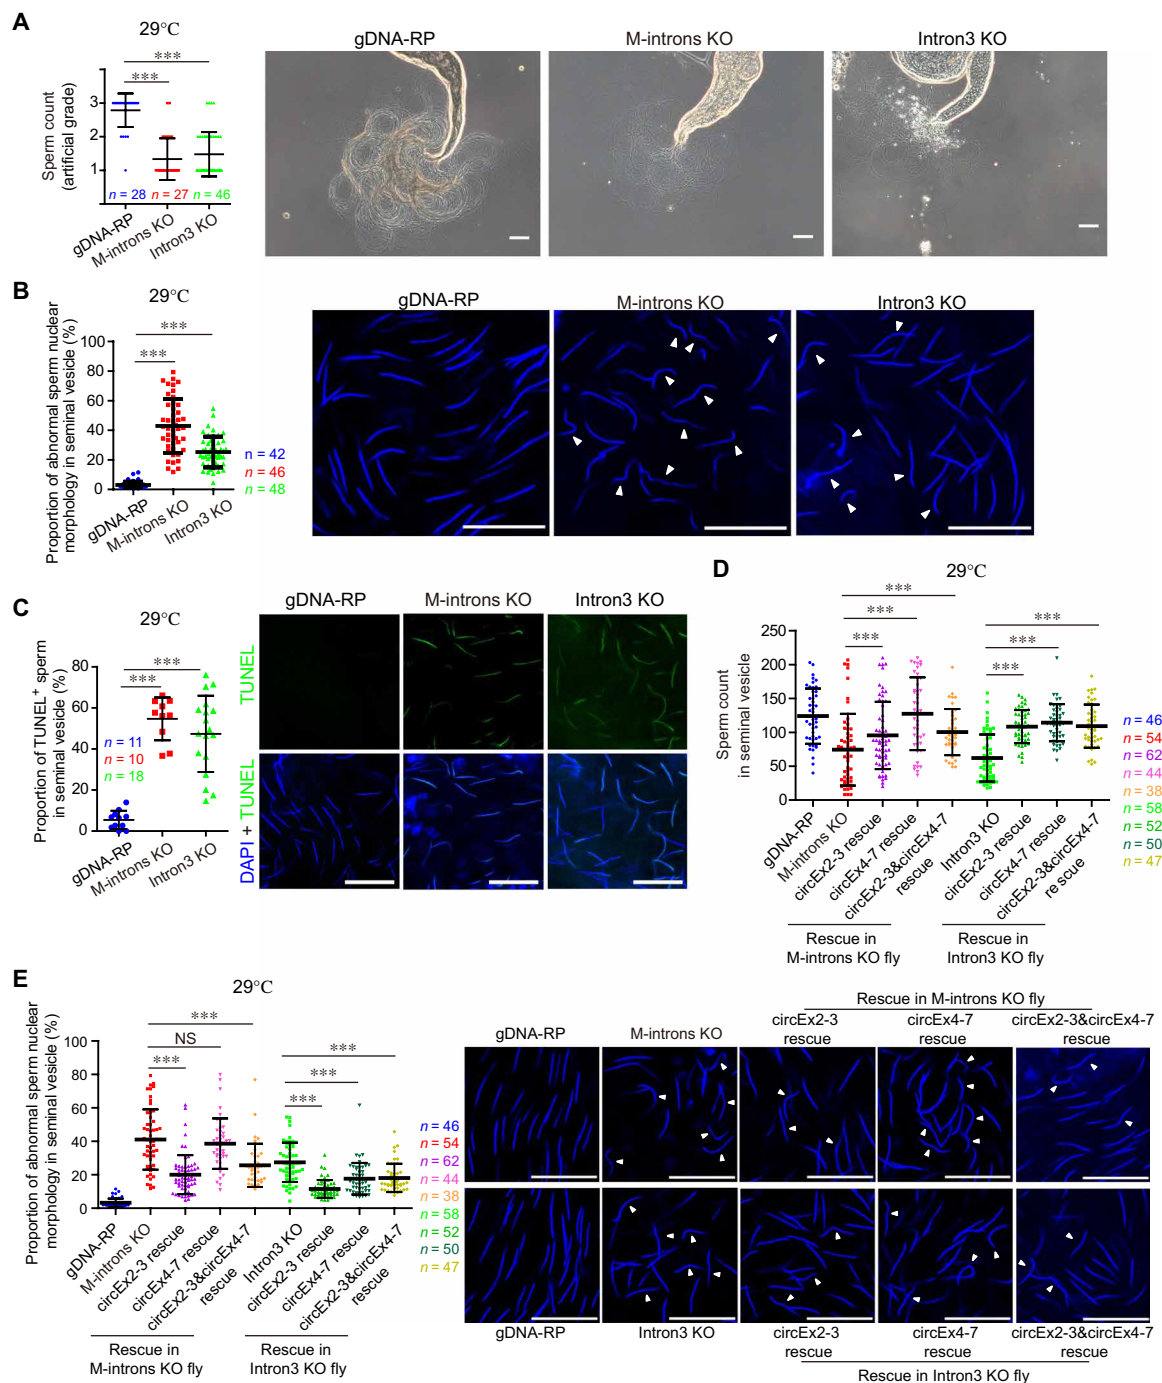 A
29°C
Sperm count
(artificial grade)
3
2
1
***
***
n = 28
n = 27
n = 46
gDNA-RP
M-introns KO
Intron3 KO
gDNA-RP
M-introns KO
Intron3 KO
B
29°C
Proportion of abnormal sperm nuclear
morphology in seminal vesicle (%)
100
80
60
40
20
0
***
***
n = 42
n = 46
n = 48
gDNA-RP
M-introns KO
Intron3 KO
gDNA-RP
M-introns KO
Intron3 KO
C
29°C
Proportion of TUNEL+ sperm
in seminal vesicle (%)
80
60
40
20
0
***
***
n = 11
n = 10
n = 18
gDNA-RP
M-introns KO
Intron3 KO
gDNA-RP
M-introns KO
Intron3 KO
TUNEL
DAPI + TUNEL
D
29°C
Sperm count
in seminal vesicle
250
200
150
100
50
0
***
***
***
***
***
***
n = 46
n = 54
n = 62
n = 44
n = 38
n = 58
n = 52
n = 50
n = 47
gDNA-RP
M-introns KO
circEx2-3 rescue
circEx4-7 rescue
circEx2-3&circEx4-7
rescue
Intron3 KO
circEx2-3 rescue
circEx4-7 rescue
circEx2-3&circEx4-7
re scue
Rescue in
M-introns KO fly
Rescue in
Intron3 KO fly
E
29°C
Proportion of abnormal sperm nuclear
morphology in seminal vesicle (%)
100
80
60
40
20
0
***
NS
***
***
***
***
n = 46
n = 54
n = 62
n = 44
n = 38
n = 58
n = 52
n = 50
n = 47
gDNA-RP
M-introns KO
circEx2-3 rescue
circEx4-7 rescue
circEx2-3&circEx4-7
rescue
Intron3 KO
circEx2-3 rescue
circEx4-7 rescue
circEx2-3&circEx4-7
rescue
Rescue in
M-introns KO fly
Rescue in
Intron3 KO fly
Rescue in M-introns KO fly
gDNA-RP
M-introns KO
circEx2-3
rescue
circEx4-7
rescue
circEx2-3&circEx4-7
rescue
gDNA-RP
Intron3 KO
circEx2-3
rescue
circEx4-7
rescue
circEx2-3&circEx4-7
rescue
Rescue in Intron3 KO fly